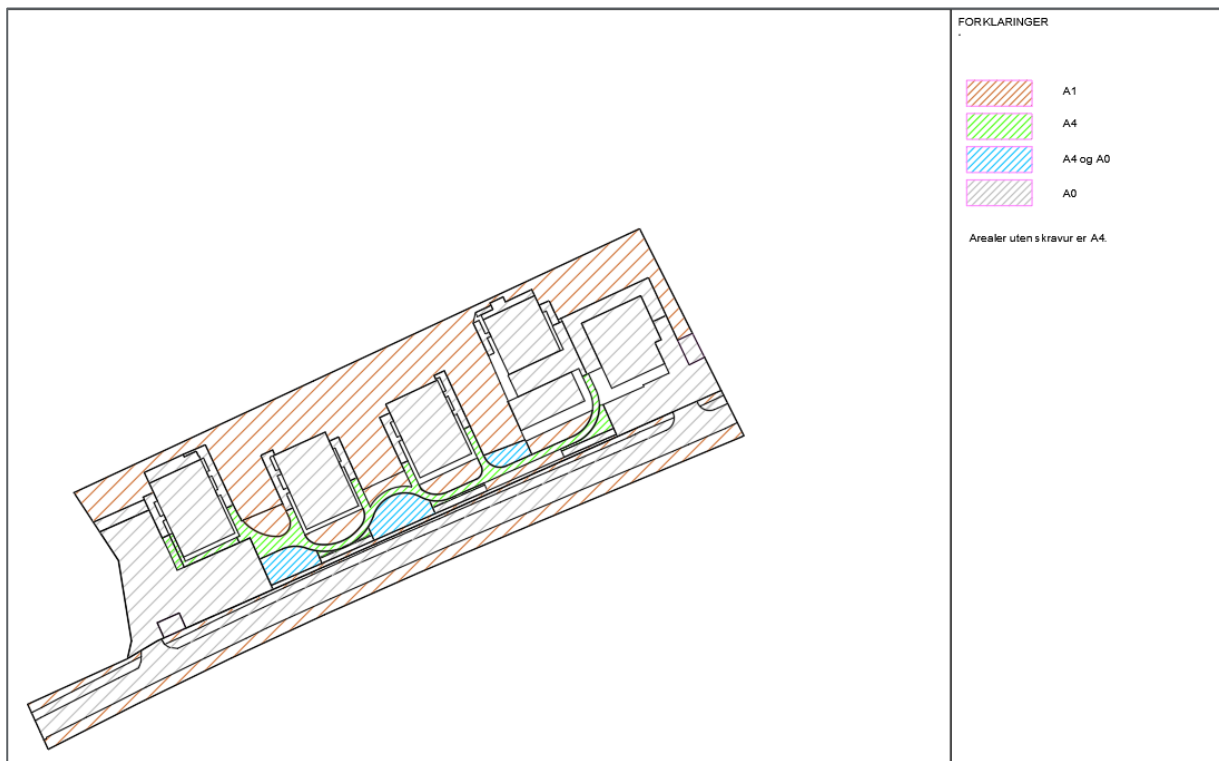 FORKLARINGER
A1
A4
A4 og A0
A0
Arealer uten skravur er A4.